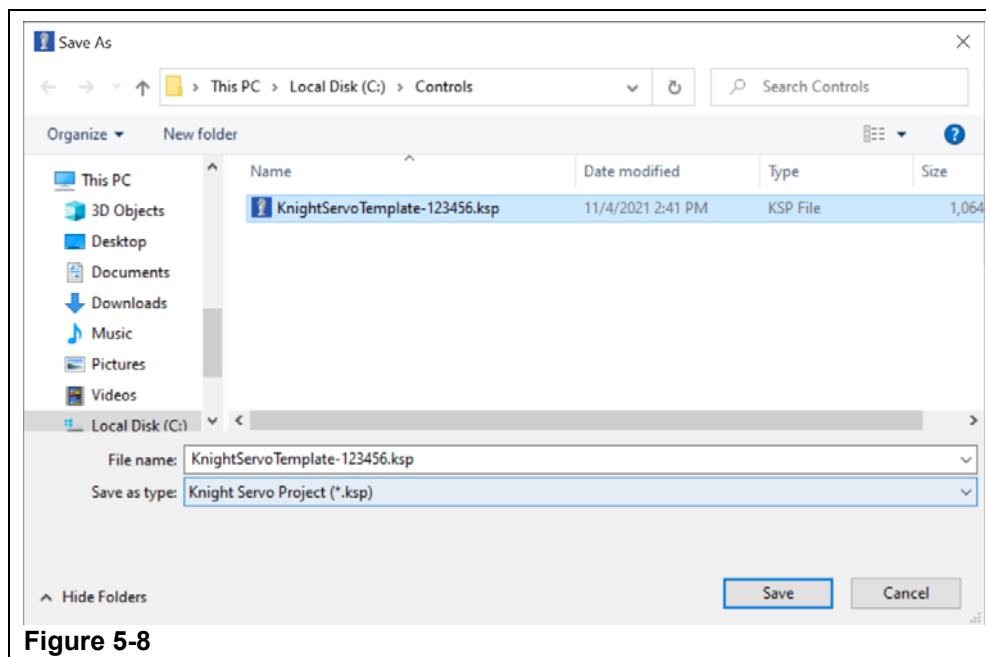 Save As
This PC > Local Disk (C:) > Controls
Search Controls
Organize
New folder
Name
Date modified
Type
Size
KnightServoTemplate-123456.ksp
11/4/2021 2:41 PM
KSP File
1,064
This PC
3D Objects
Desktop
Documents
Downloads
Music
Pictures
Videos
Local Disk (C:)
File name: KnightServoTemplate-123456.ksp
Save as type: Knight Servo Project (*.ksp)
Hide Folders
Save
Cancel
Figure 5-8